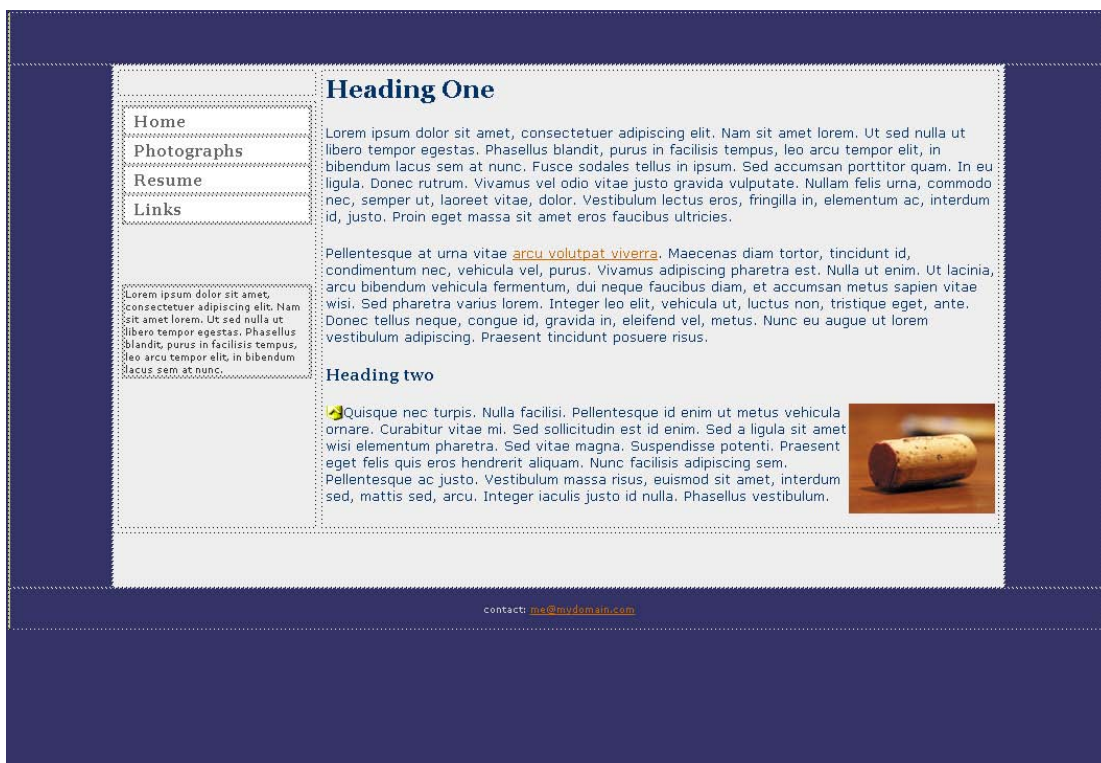 Home
Photographs
Resume
Links
Lorem ipsum dolor sit amet,
consectetuer adipiscing elit. Nam
sit amet lorem. Ut sed nulla ut
libero tempor egestas. Phasellus
blandit, purus in facilisis tempus,
leo arcu tempor elit, in bibendum
lacus sem at nunc.
Heading One
Lorem ipsum dolor sit amet, consectetuer adipiscing elit. Nam sit amet lorem. Ut sed nulla ut
libero tempor egestas. Phasellus blandit, purus in facilisis tempus, leo arcu tempor elit, in
bibendum lacus sem at nunc. Fusce sodales tellus in ipsum. Sed accumsan porttitor quam. In eu
ligula. Donec rutrum. Vivamus vel odio vitae justo gravida vulputate. Nullam felis urna, commodo
nec, semper ut, laoreet vitae, dolor. Vestibulum lectus eros, fringilla in, elementum ac, interdum
id, justo. Proin eget massa sit amet eros faucibus ultricies.
Pellentesque at urna vitae arcu volutpat viverra. Maecenas diam tortor, tincidunt id,
condimentum nec, vehicula vel, purus. Vivamus adipiscing pharetra est. Nulla ut enim. Ut lacinia,
arcu bibendum vehicula fermentum, dui neque faucibus diam, et accumsan metus sapien vitae
wisi. Sed pharetra varius lorem. Integer leo elit, vehicula ut, luctus non, tristique eget, ante.
Donec tellus neque, congue id, gravida in, eleifend vel, metus. Nunc eu augue ut lorem
vestibulum adipiscing. Praesent tincidunt posuere risus.
Heading two
Quisque nec turpis. Nulla facilisi. Pellentesque id enim ut metus vehicula
ornare. Curabitur vitae mi. Sed sollicitudin est id enim. Sed a ligula sit amet
wisi elementum pharetra. Sed vitae magna. Suspendisse potenti. Praesent
eget felis quis eros hendrerit aliquam. Nunc facilisis adipiscing sem.
Pellentesque ac justo. Vestibulum massa risus, euismod sit amet, interdum
sed, mattis sed, arcu. Integer iaculis justo id nulla. Phasellus vestibulum.
contact: me@mydomain.com